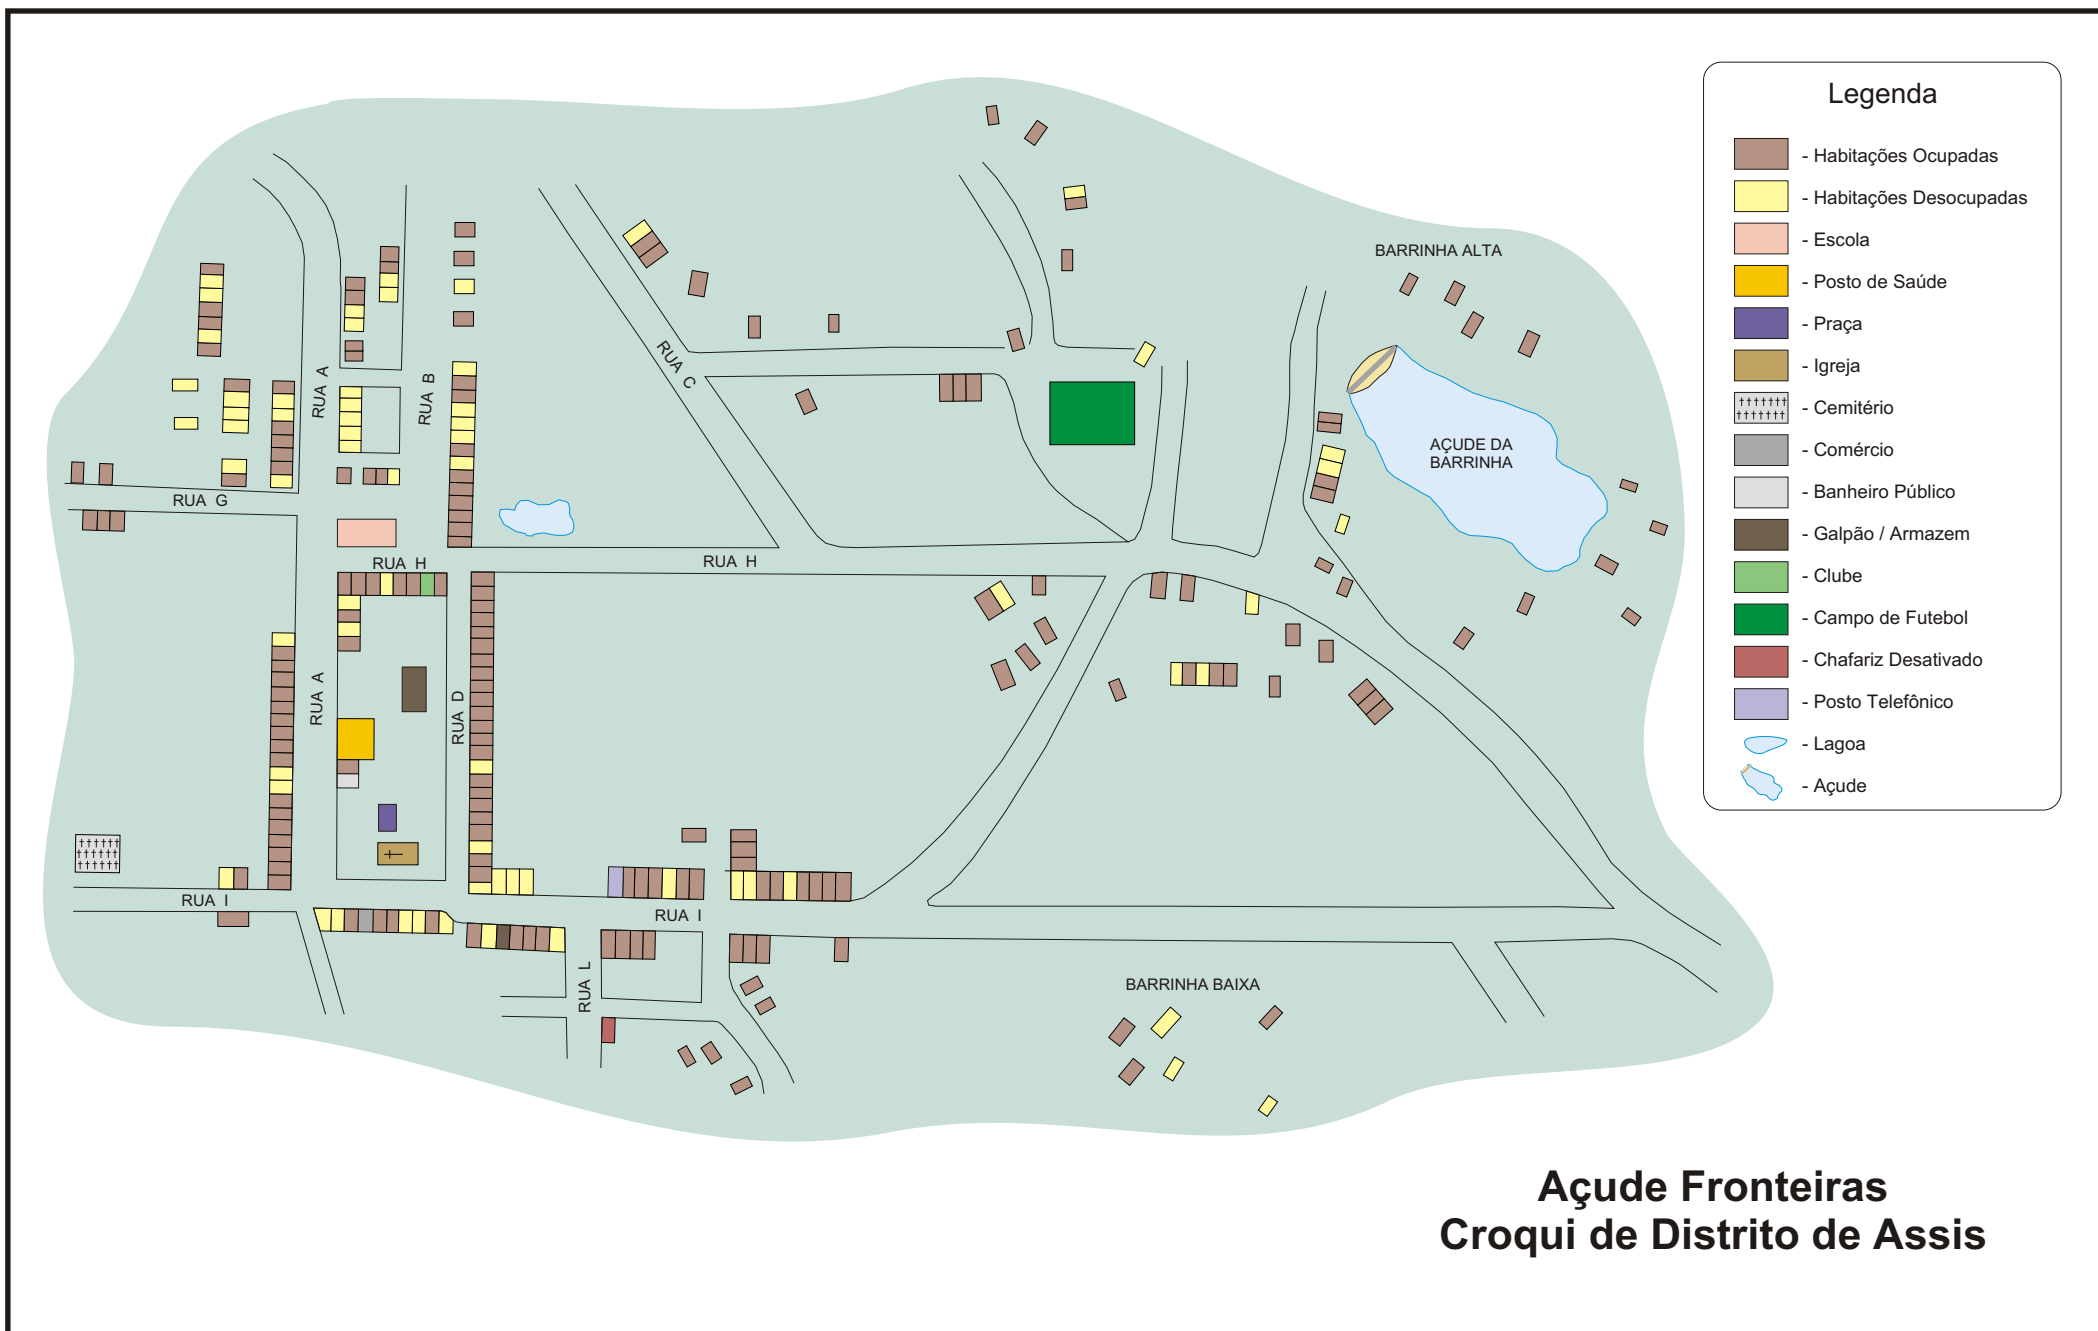 Legenda
- Habitações Ocupadas
- Habitações Desocupadas
- Escola
- Posto de Saúde
- Praça
- Igreja
- Cemitério
- Comércio
- Banheiro Público
- Galpão / Armazem
- Clube
- Campo de Futebol
- Chafariz Desativado
- Posto Telefônico
- Lagoa
- Açude
BARRINHA ALTA
RUA C
RUA A
RUA B
AÇUDE DA
BARRINHA
RUA G
RUA H
RUA H
RUA A
RUA D
RUA I
RUA I
RUA L
BARRINHA BAIXA
Açude Fronteiras
Croqui de Distrito de Assis